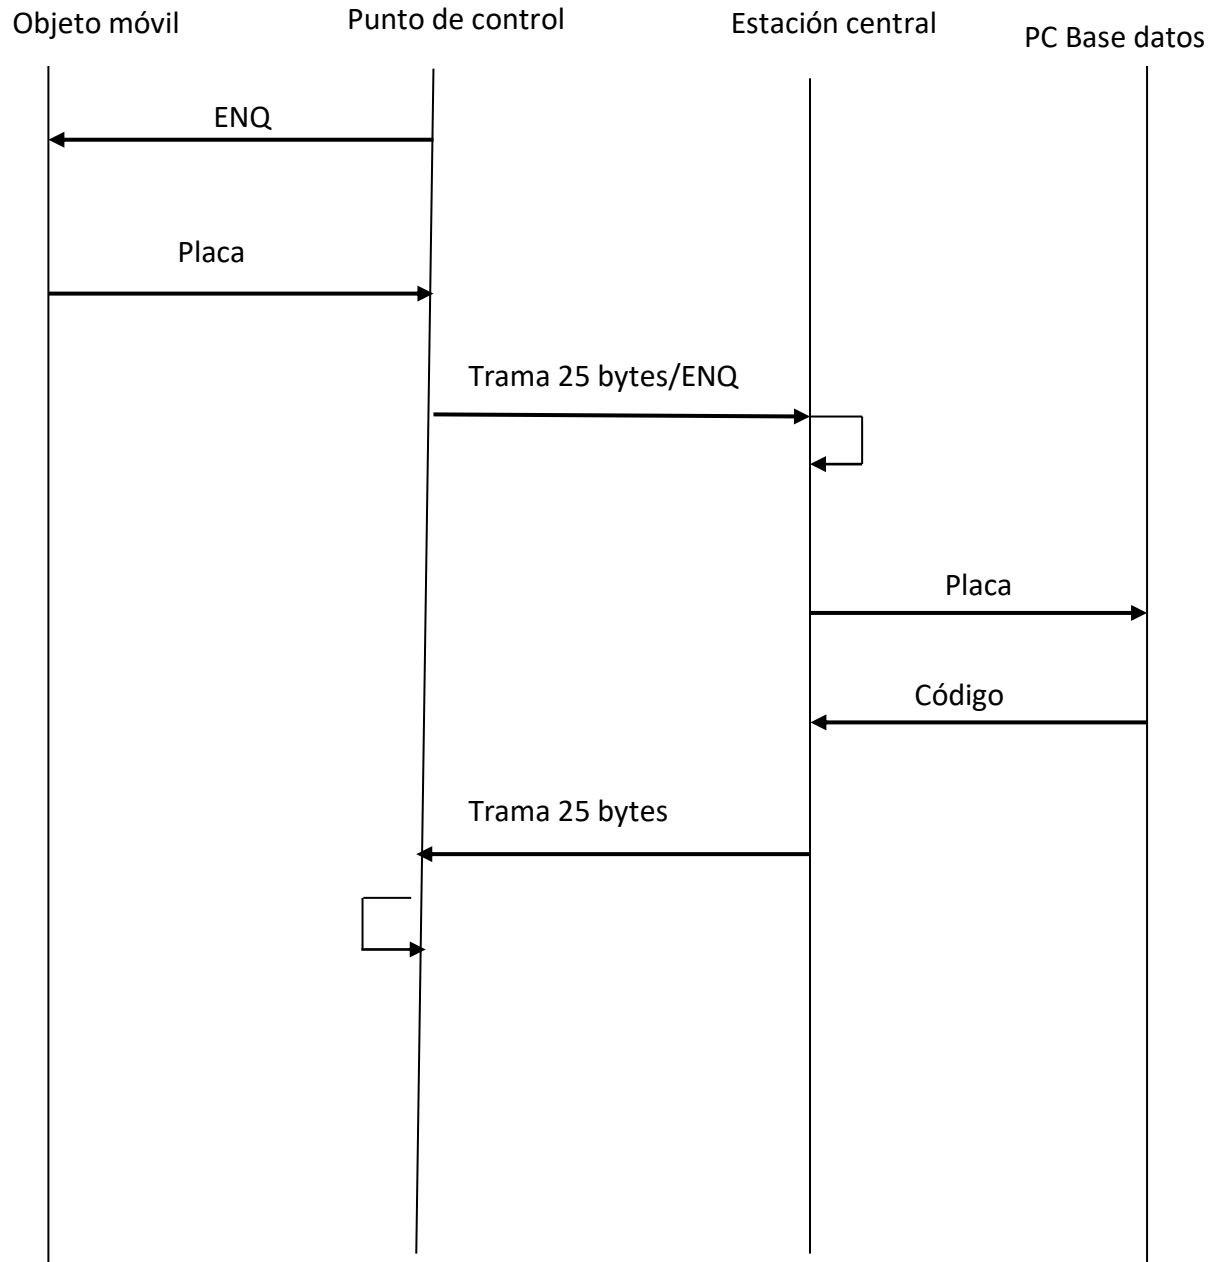 Objeto móvil
Punto de control
Estación central
PC Base datos
ENQ
Placa
Trama 25 bytes/ENQ
Placa
Código
Trama 25 bytes